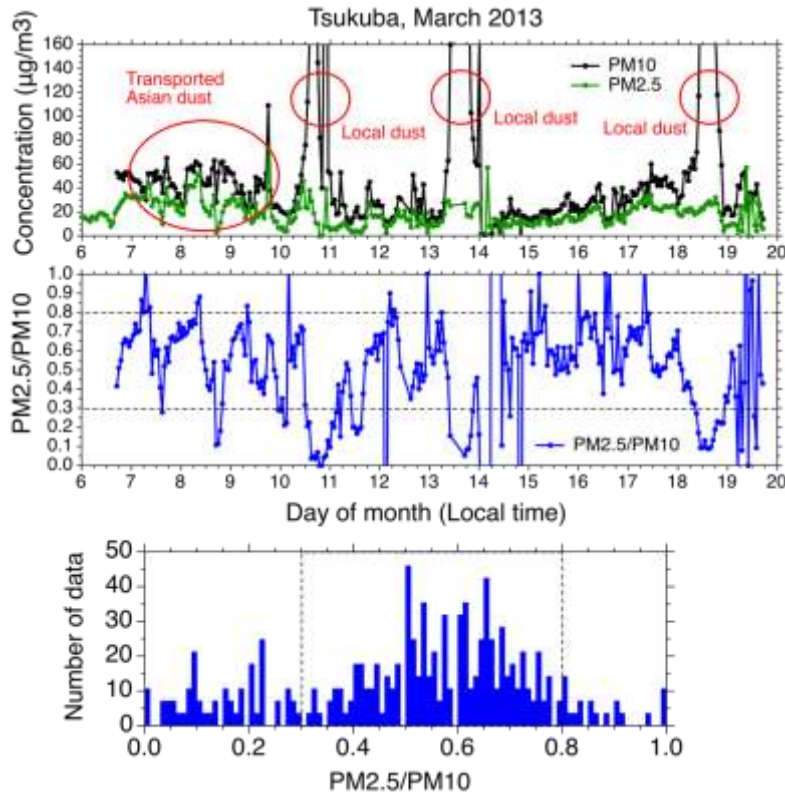 Tsukuba, March 2013
Concentration (µg/m3)
160
140
120
100
80
60
40
20
0
Transported
Asian dust
Local dust
Local dust
Local dust
PM10
PM2.5
6 7 8 9 10 11 12 13 14 15 16 17 18 19 20
PM2.5/PM10
1.0
0.9
0.8
0.7
0.6
0.5
0.4
0.3
0.2
0.1
0.0
PM2.5/PM10
6 7 8 9 10 11 12 13 14 15 16 17 18 19 20
Day of month (Local time)
Number of data
50
40
30
20
10
0
0.0 0.2 0.4 0.6 0.8 1.0
PM2.5/PM10